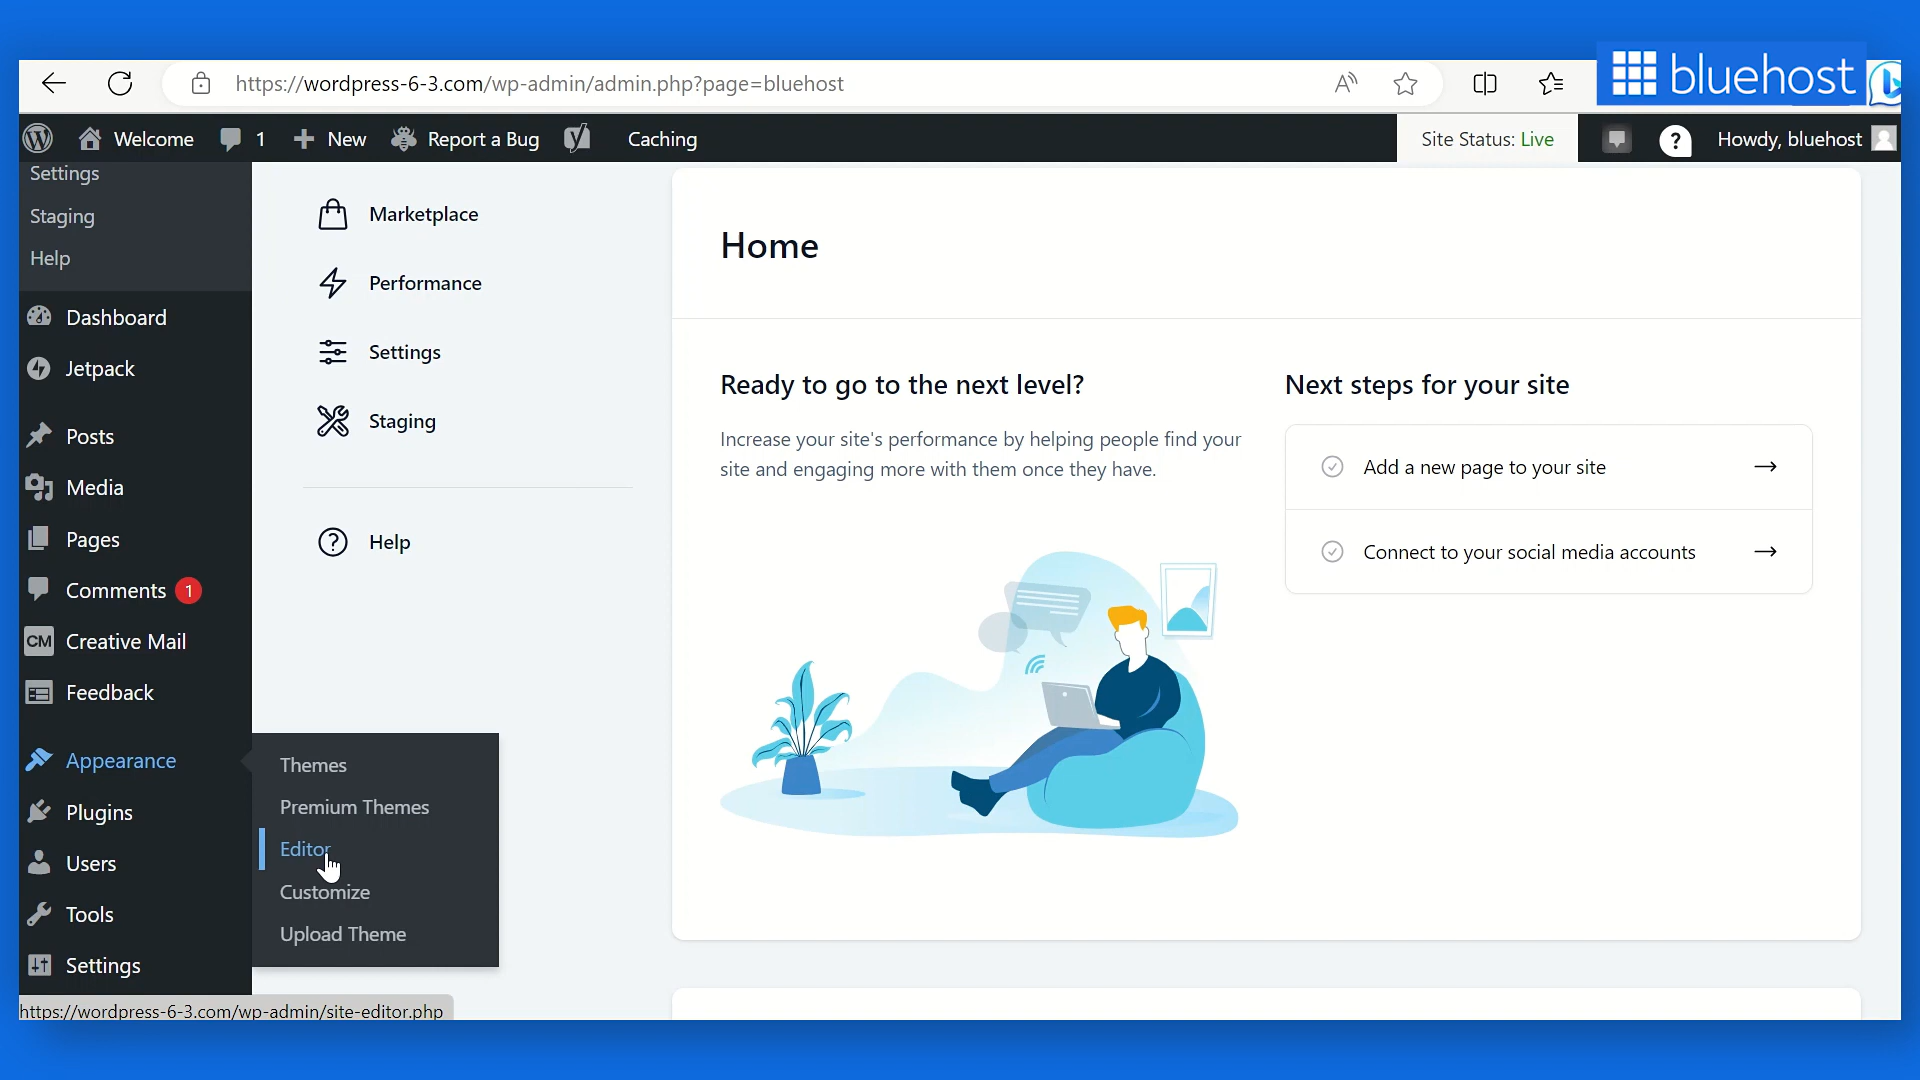 https://wordpress-6-3.com/wp-admin/admin.php?page=bluehost
A
bluehost
Welcome
1
New
Report a Bug
Caching
Site Status: Live
?
Howdy, bluehost
Settings
Staging
Help
Dashboard
Jetpack
Posts
Media
Pages
Comments 1
CM Creative Mail
Feedback
Appearance
Plugins
Users
Tools
Settings
Marketplace
Performance
Settings
Staging
? Help
Themes
Premium Themes
Editor
Customize
Upload Theme
Home
Ready to go to the next level?
Increase your site's performance by helping people find your
site and engaging more with them once they have.
Next steps for your site
Add a new page to your site
Connect to your social media accounts
https://wordpress-6-3.com/wp-admin/site-editor.php